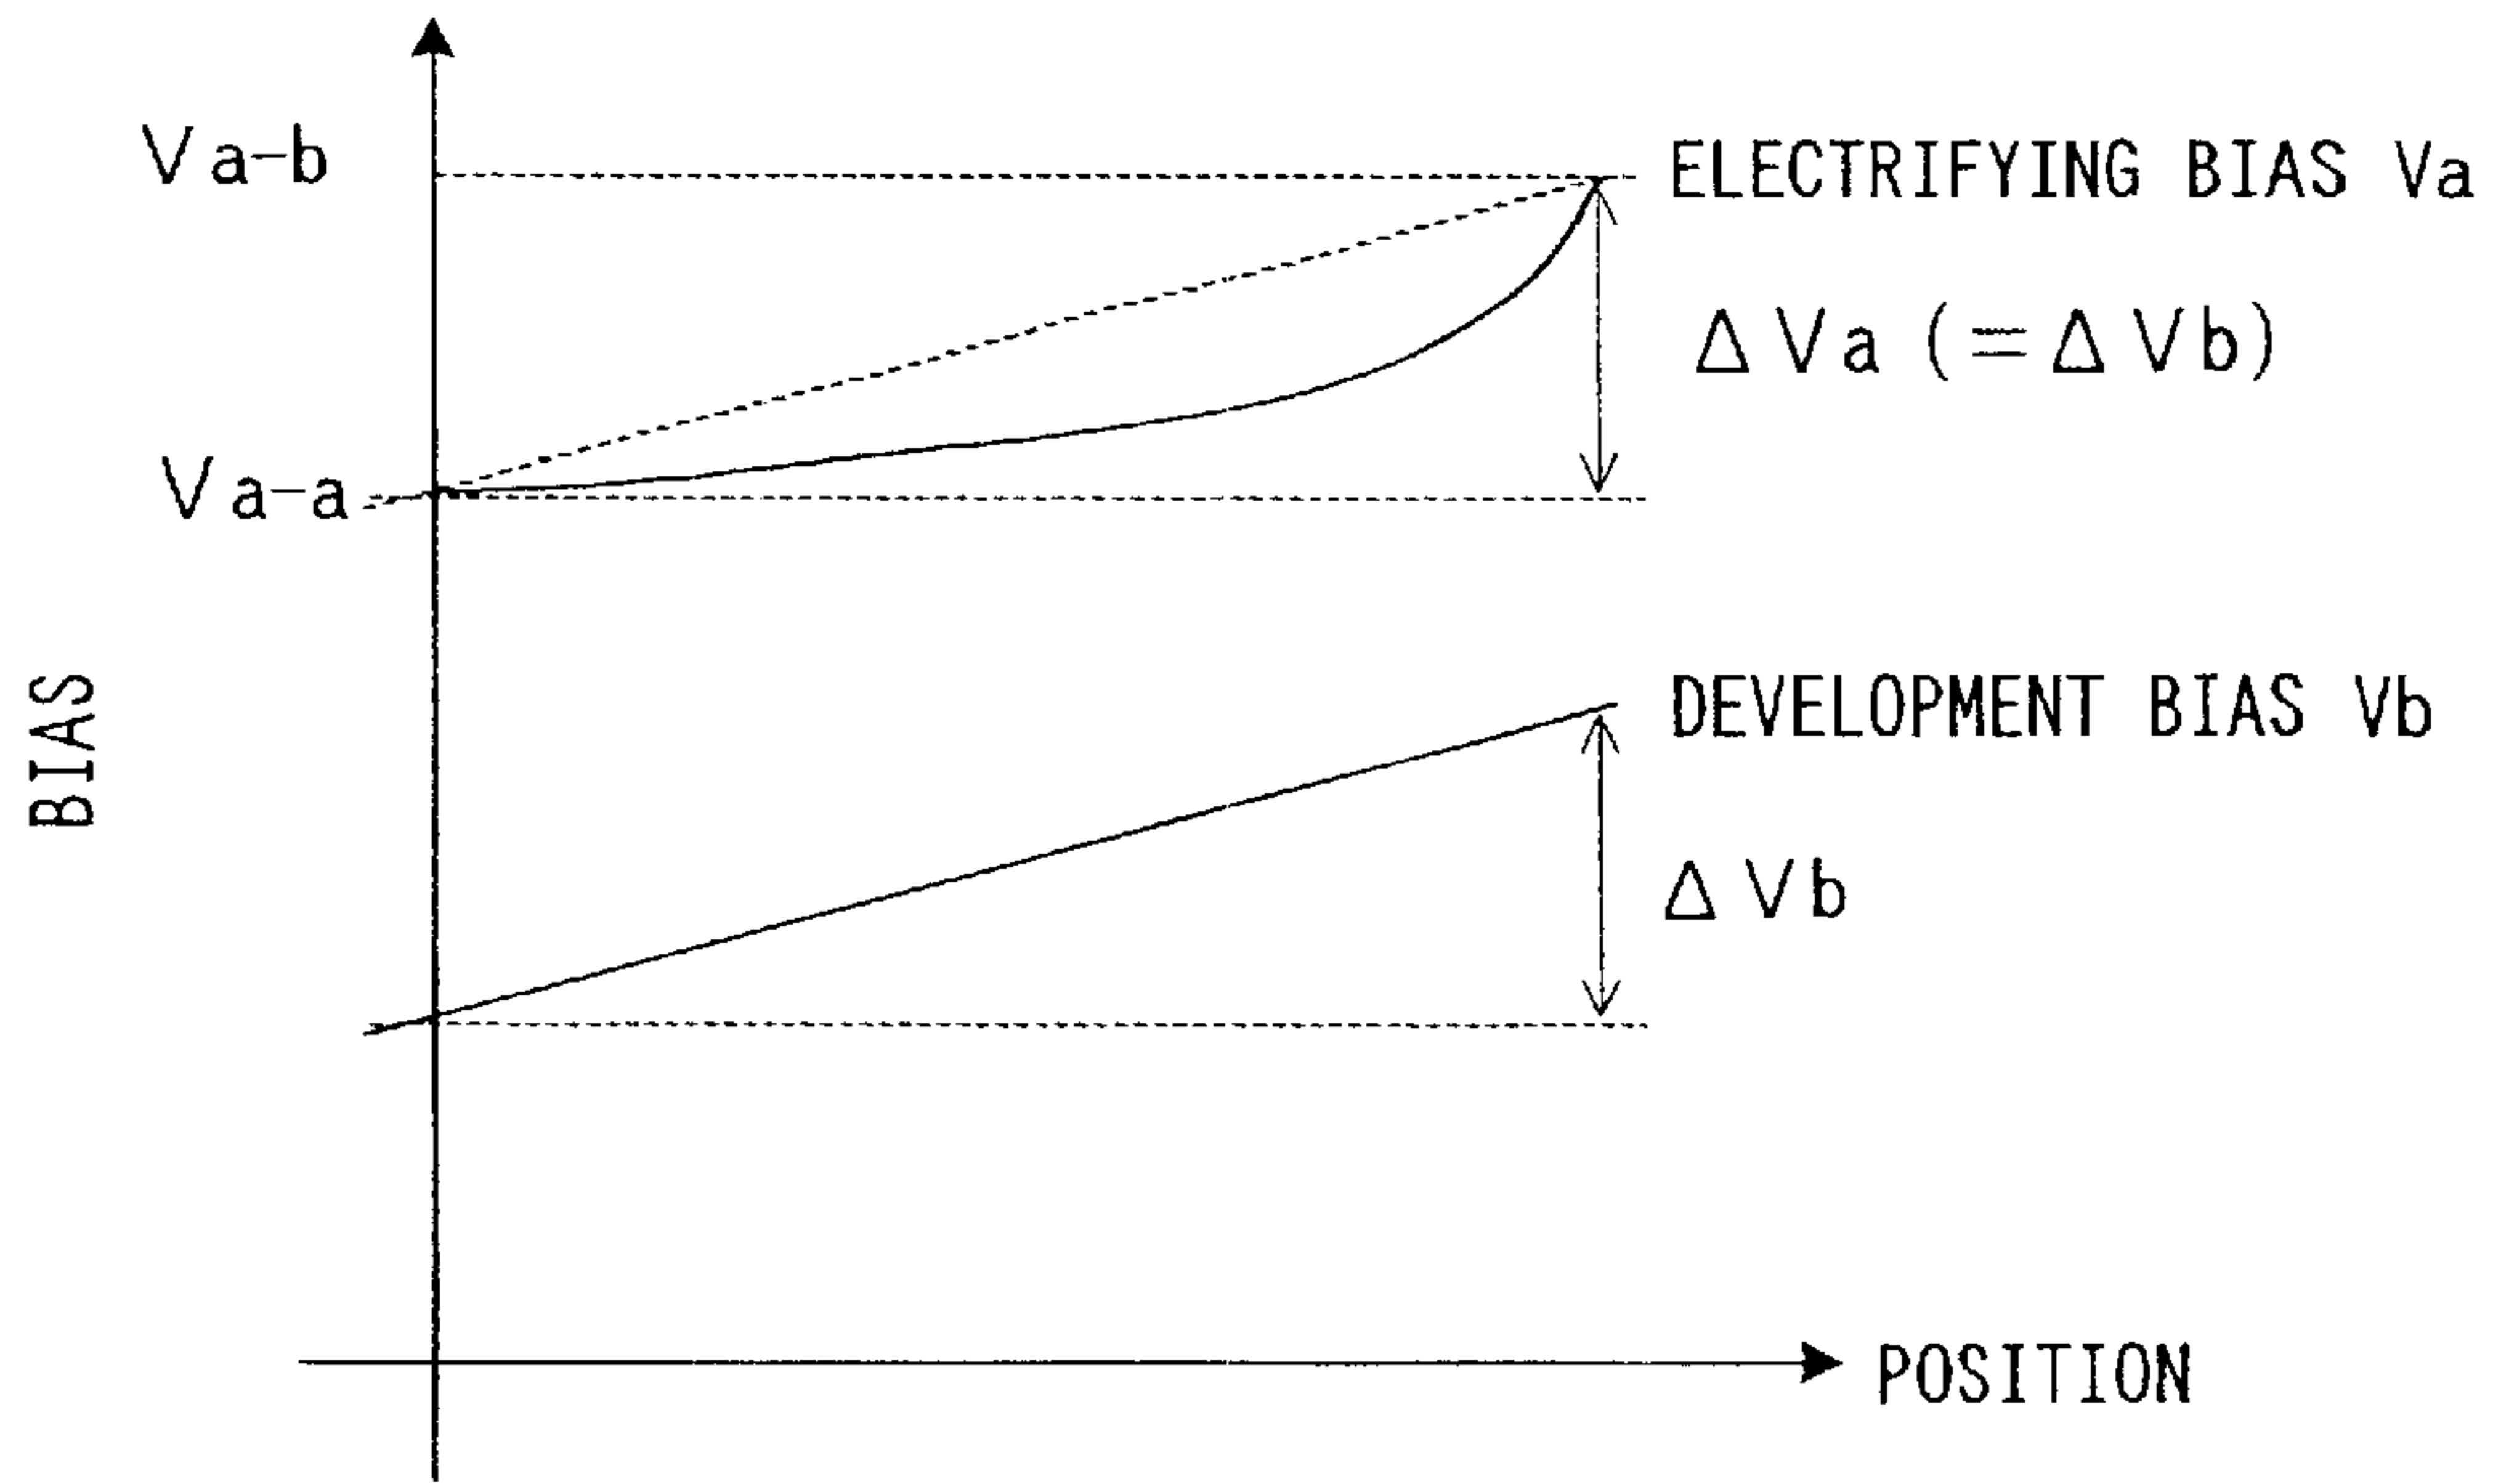 Va-b
ELECTRIFYING BIAS Va
ΔVa (=ΔVb)
Va-a
BIAS
DEVELOPMENT BIAS Vb
ΔVb
POSITION